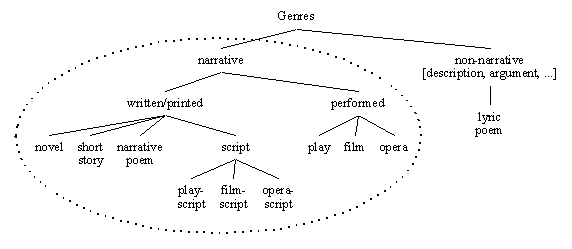 Genres
narrative
non-narrative
[description, argument, ...]
written/printed
performed
lyric
poem
novel
short
story
narrative
poem
script
play
film
opera
play-
script
film-
script
opera-
script